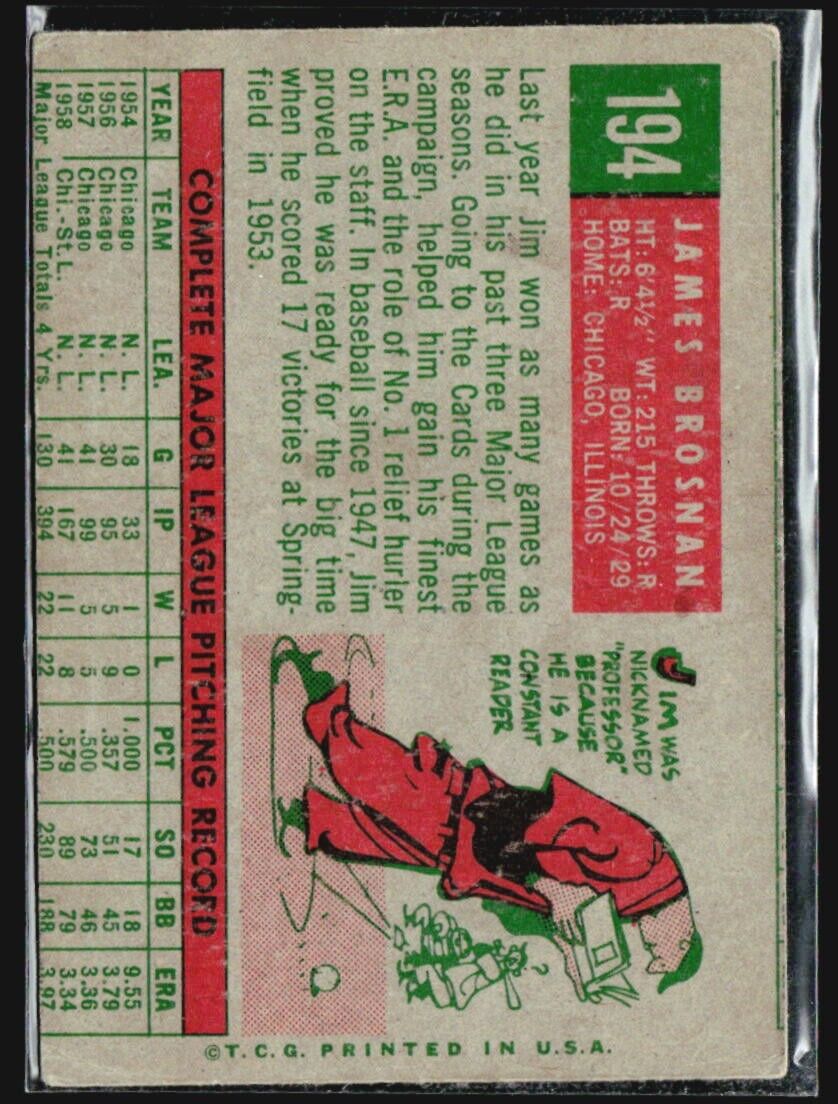 194
JAMES BROSNAN
HT: 6'4½" WT: 215 THROWS: R
BATS: R BORN: 10/24/29
HOME: CHICAGO, ILLINOIS
Last year Jim won as many games as
he did in his past three Major League
seasons. Going to the Cards during the
campaign, helped him gain his finest
E.R.A. and the role of No. 1 relief hurler
on the staff. In baseball since 1947, Jim
proved he was ready for the big time
when he scored 17 victories at Spring-
field in 1953.
JIM WAS
NICKNAMED
"PROFESSOR"
BECAUSE
HE IS A
CONSTANT
READER
?
COMPLETE MAJOR LEAGUE PITCHING RECORD
YEAR TEAM LEA. G IP W L PCT SO BB ERA
1954 Chicago N. L. 18 33 1 0 1.000 17 18 9.55
1956 Chicago N. L. 30 95 5 9 .357 51 45 3.79
1957 Chicago N. L. 41 99 5 5 .500 73 46 3.36
1958 Chi.-St.L. N. L. 41 167 11 8 .579 89 79 3.34
Major League Totals 4 Yrs. 130 394 22 22 .500 230 188 3.97
©T.C.G. PRINTED IN U.S.A.